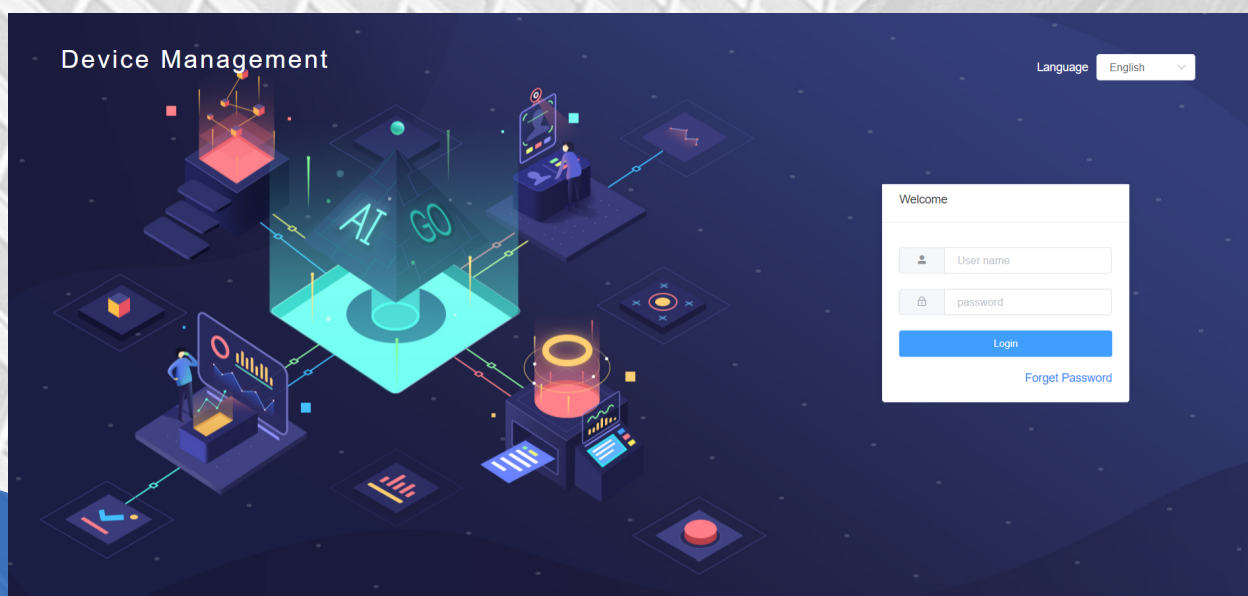 Device Management
Language English
AI GO
Welcome
User name
password
Login
Forget Password